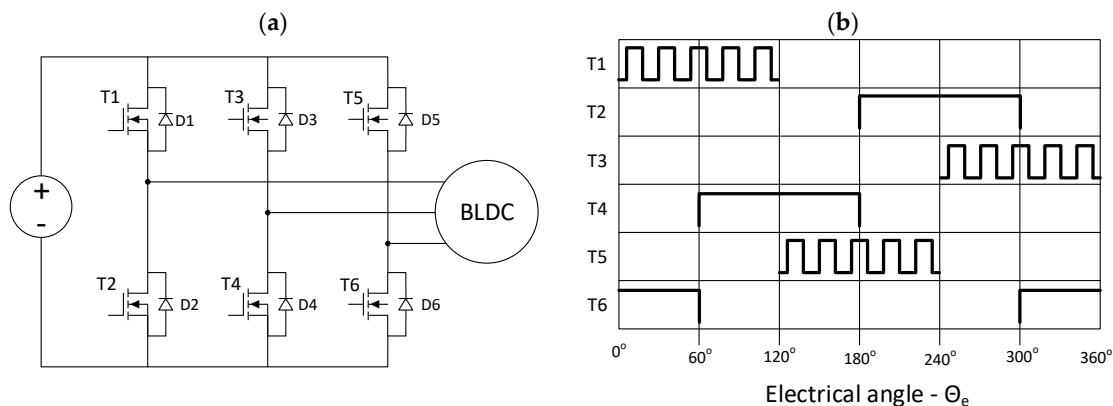 (a)
T1
D1
T3
D3
T5
D5
+
-
BLDC
T2
D2
T4
D4
T6
D6
(b)
T1
T2
T3
T4
T5
T6
0° 60° 120° 180° 240° 300° 360°
Electrical angle - Θe